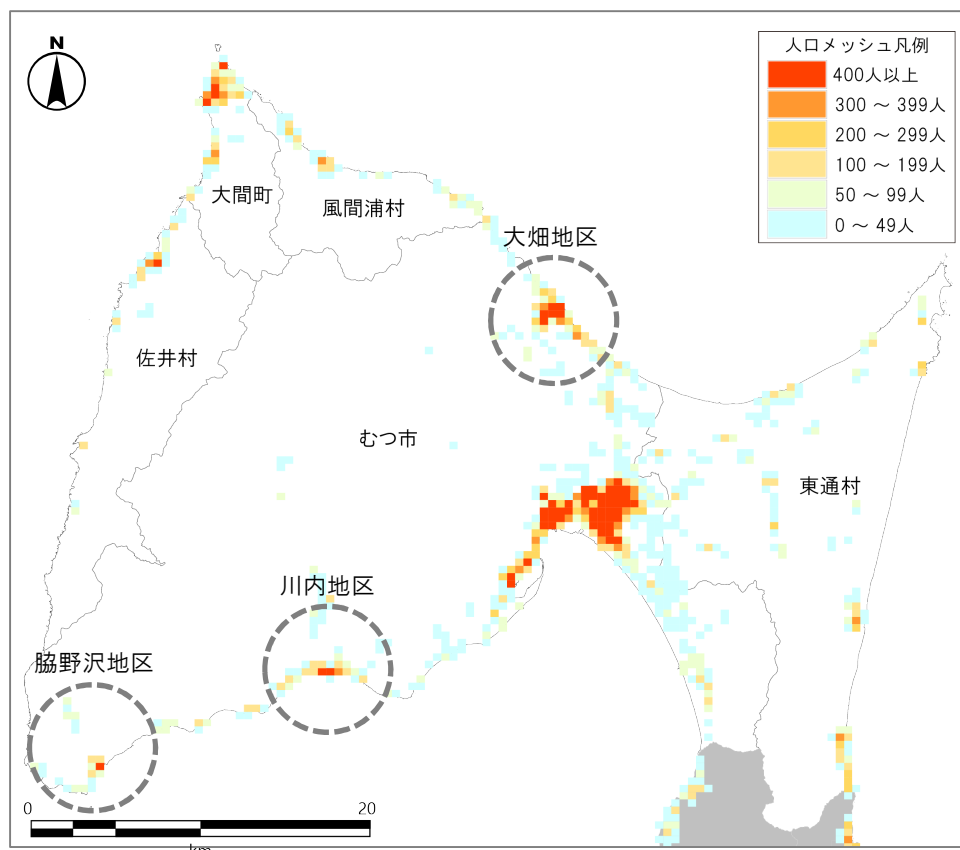 N
人口メッシュ凡例
400人以上
300 ～ 399人
200 ～ 299人
100 ～ 199人
50 ～ 99人
0 ～ 49人
大間町
風間浦村
大畑地区
佐井村
むつ市
東通村
川内地区
脇野沢地区
0
20
km